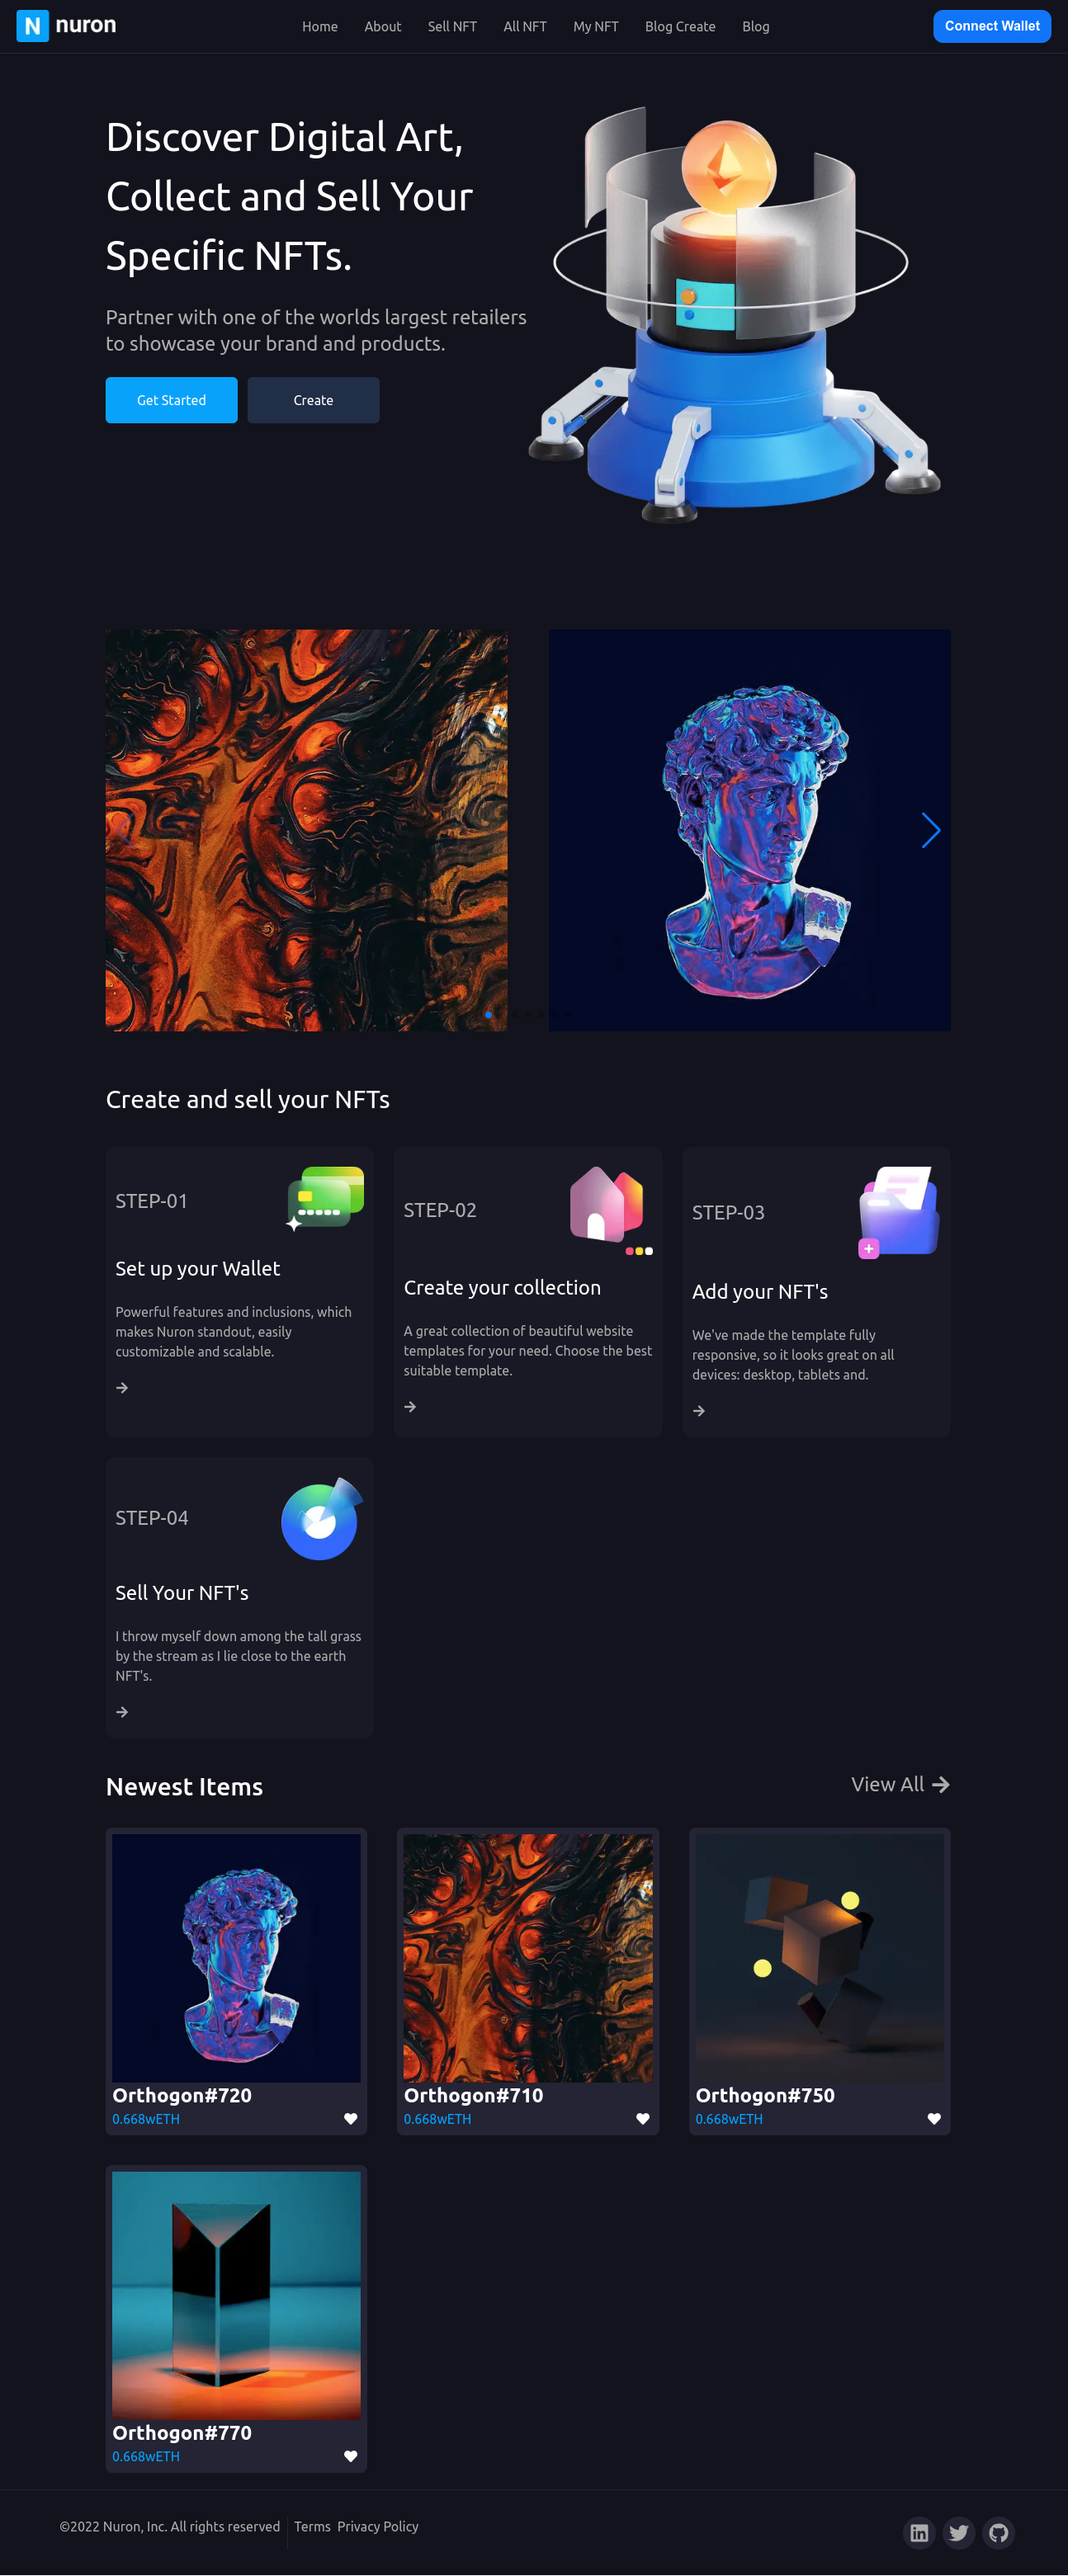 N nuron
Home About Sell NFT All NFT My NFT Blog Create Blog
Connect Wallet
Discover Digital Art,
Collect and Sell Your
Specific NFTs.
Partner with one of the worlds largest retailers
to showcase your brand and products.
Get Started
Create
Create and sell your NFTs
STEP-01
Set up your Wallet
Powerful features and inclusions, which
makes Nuron standout, easily
customizable and scalable.
STEP-02
Create your collection
A great collection of beautiful website
templates for your need. Choose the best
suitable template.
STEP-03
Add your NFT's
We've made the template fully
responsive, so it looks great on all
devices: desktop, tablets and.
STEP-04
Sell Your NFT's
I throw myself down among the tall grass
by the stream as I lie close to the earth
NFT's.
Newest Items
View All
Orthogon#720
0.668wETH
Orthogon#710
0.668wETH
Orthogon#750
0.668wETH
Orthogon#770
0.668wETH
©2022 Nuron, Inc. All rights reserved
Terms Privacy Policy